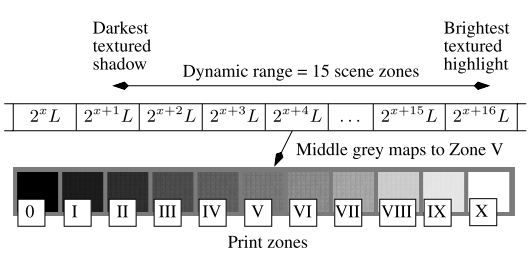 Darkest
textured
shadow
Brightest
textured
highlight
Dynamic range = 15 scene zones
2^x L 2^{x+1} L 2^{x+2} L 2^{x+3} L 2^{x+4} L ... 2^{x+15} L 2^{x+16} L
Middle grey maps to Zone V
0 I II III IV V VI VII VIII IX X
Print zones